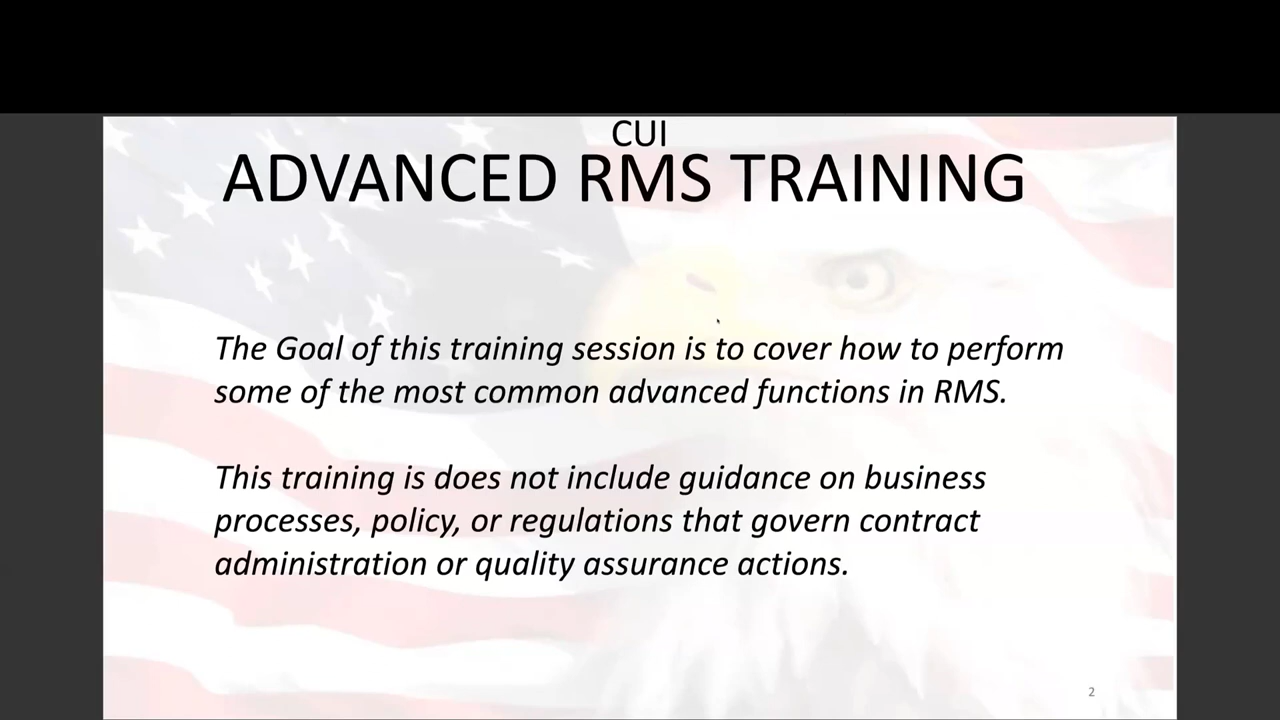 CUI
ADVANCED RMS TRAINING
The Goal of this training session is to cover how to perform
some of the most common advanced functions in RMS.
This training is does not include guidance on business
processes, policy, or regulations that govern contract
administration or quality assurance actions.
2